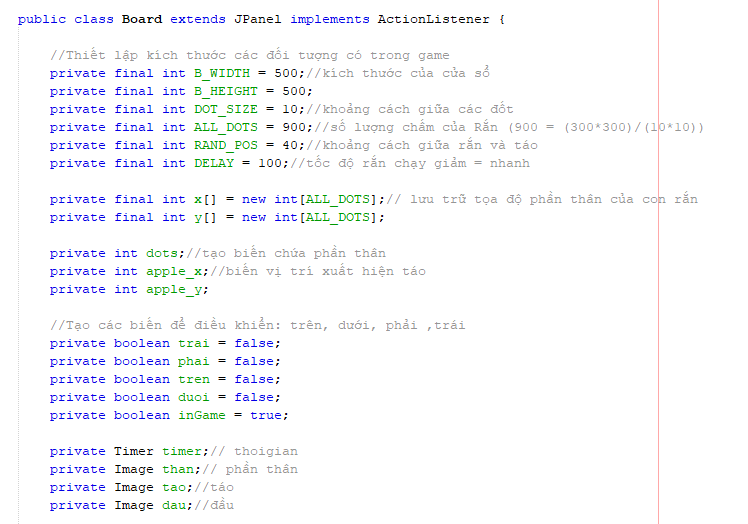 public class Board extends JPanel implements ActionListener {
//Thiết lập kích thước các đối tượng có trong game
private final int B_WIDTH = 500;//kích thước của cửa sổ
private final int B_HEIGHT = 500;
private final int DOT_SIZE = 10;//khoảng cách giữa các đốt
private final int ALL_DOTS = 900;//số lượng chấm của Rắn (900 = (300*300)/(10*10))
private final int RAND_POS = 40;//khoảng cách giữa rắn và táo
private final int DELAY = 100;//tốc độ rắn chạy giảm = nhanh
private final int x[] = new int[ALL_DOTS];// lưu trữ tọa độ phần thân của con rắn
private final int y[] = new int[ALL_DOTS];
private int dots;//tạo biến chứa phần thân
private int apple_x;//biến vị trí xuất hiện táo
private int apple_y;
//Tạo các biến để điều khiển: trên, dưới, phải ,trái
private boolean trai = false;
private boolean phai = false;
private boolean tren = false;
private boolean duoi = false;
private boolean inGame = true;
private Timer timer;// thoigian
private Image than;// phần thân
private Image tao;//táo
private Image dau;//đầu